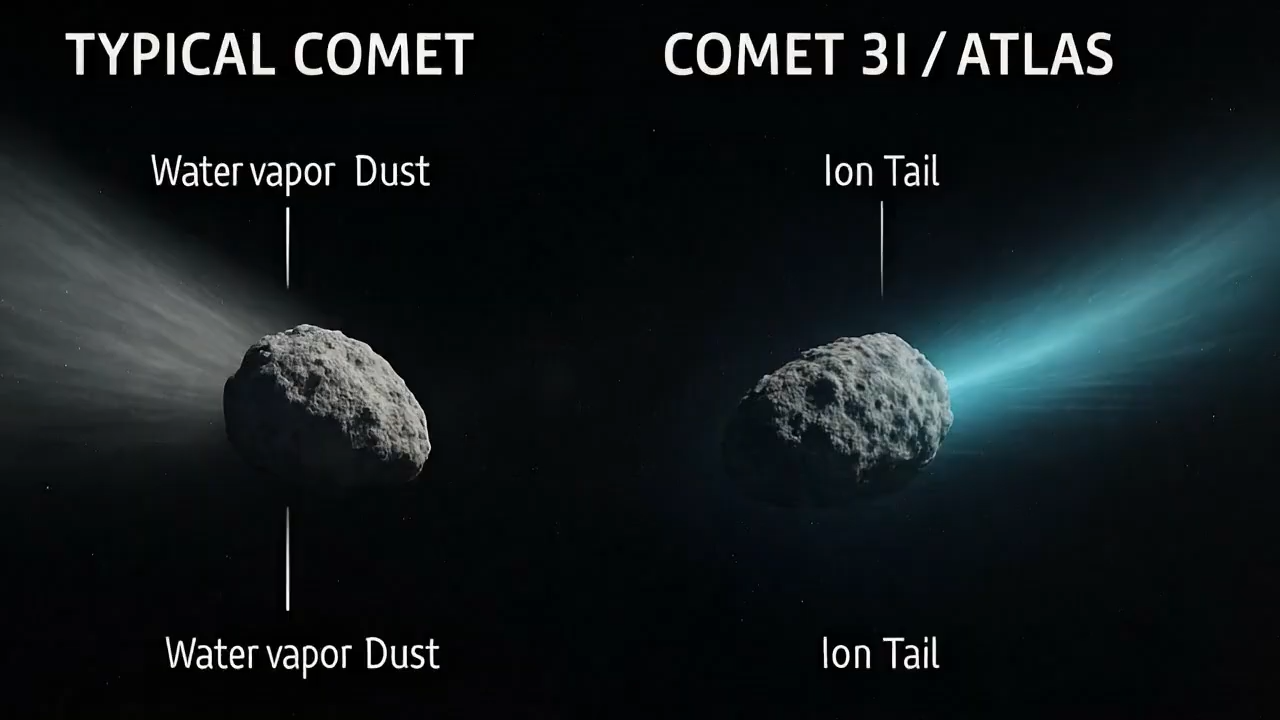 TYPICAL COMET
COMET 3I / ATLAS
Water vapor Dust
Ion Tail
Water vapor Dust
Ion Tail